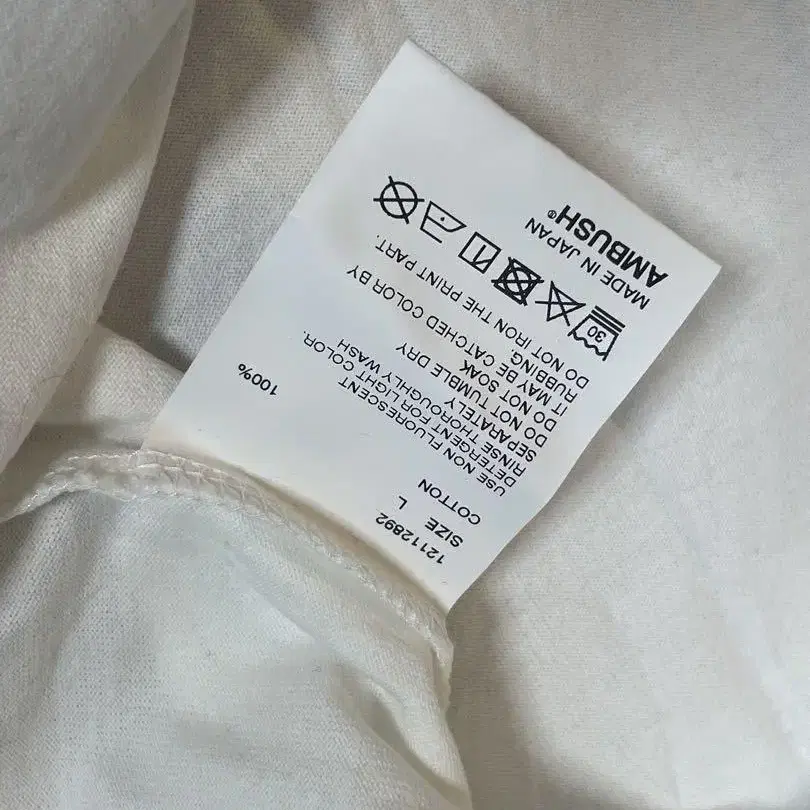 12112892
SIZE L
COTTON 100%
USE NON FLUORESCENT
DETERGENT FOR LIGHT COLOR.
RINSE THOROUGHLY WASH
SEPARATELY
DO NOT TUMBLE DRY
DO NOT SOAK
IT MAY BE CATCHED COLOR BY
RUBBING.
DO NOT IRON THE PRINT PART.
30
MADE IN JAPAN
AMBUSH®